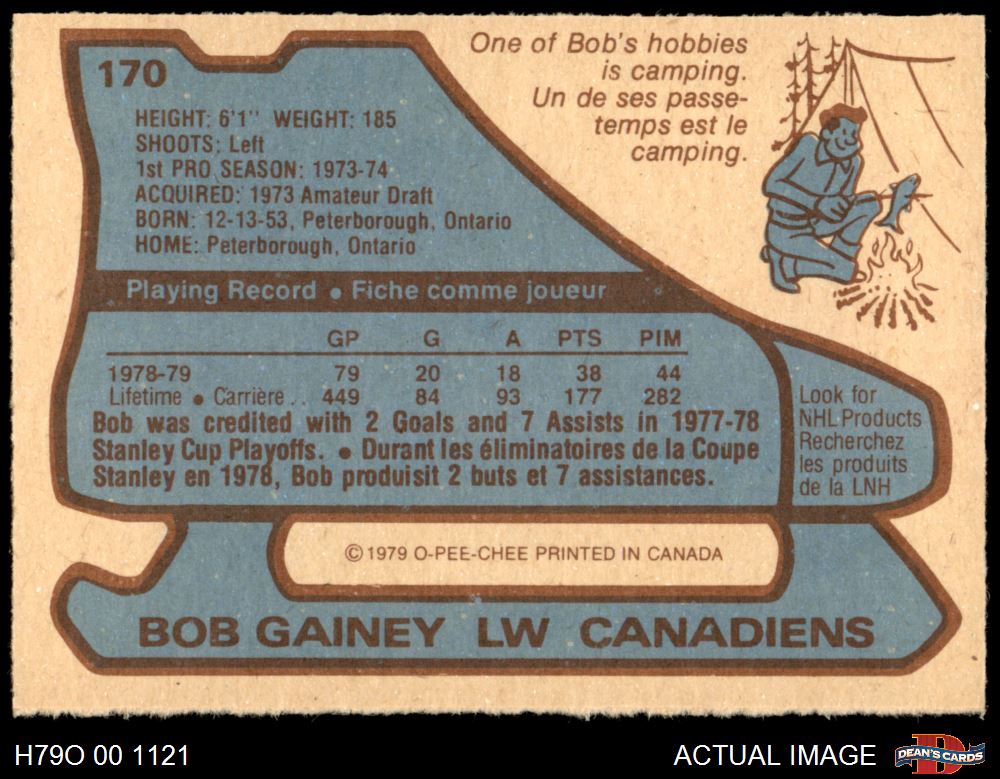 170
One of Bob's hobbies
is camping.
Un de ses passe-
temps est le
camping.
HEIGHT: 6'1" WEIGHT: 185
SHOOTS: Left
1st PRO SEASON: 1973-74
ACQUIRED: 1973 Amateur Draft
BORN: 12-13-53, Peterborough, Ontario
HOME: Peterborough, Ontario
Playing Record • Fiche comme joueur
GP G A PTS PIM
1978-79 79 20 18 38 44
Lifetime • Carrière .. 449 84 93 177 282
Bob was credited with 2 Goals and 7 Assists in 1977-78
Stanley Cup Playoffs. • Durant les éliminatoires de la Coupe
Stanley en 1978, Bob produisit 2 buts et 7 assistances.
Look for
NHL Products
Recherchez
les produits
de la LNH
© 1979 O-PEE-CHEE PRINTED IN CANADA
BOB GAINEY LW CANADIENS
H79O 00 1121
ACTUAL IMAGE
D
DEAN'S CARDS